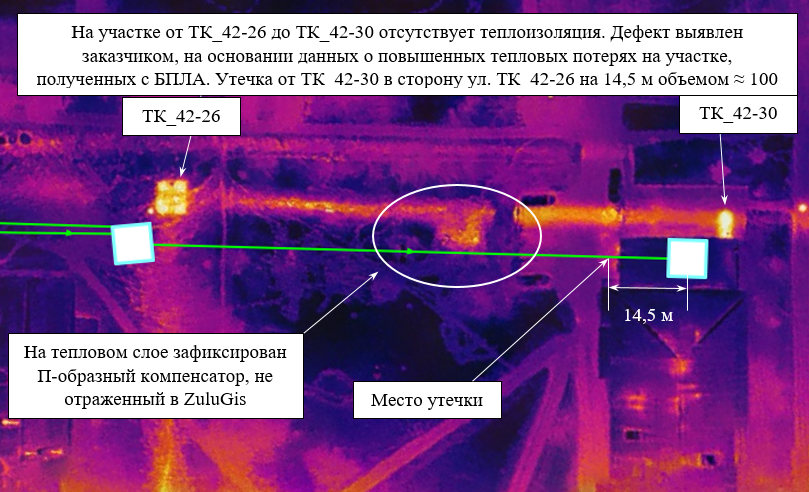 На участке от ТК_42-26 до ТК_42-30 отсутствует теплоизоляция. Дефект выявлен
заказчиком, на основании данных о повышенных тепловых потерях на участке,
полученных с БПЛА. Утечка от ТК 42-30 в сторону ул. ТК 42-26 на 14,5 м объемом ≈ 100
ТК_42-26
ТК_42-30
14,5 м
На тепловом слое зафиксирован
П-образный компенсатор, не
отраженный в ZuluGis
Место утечки